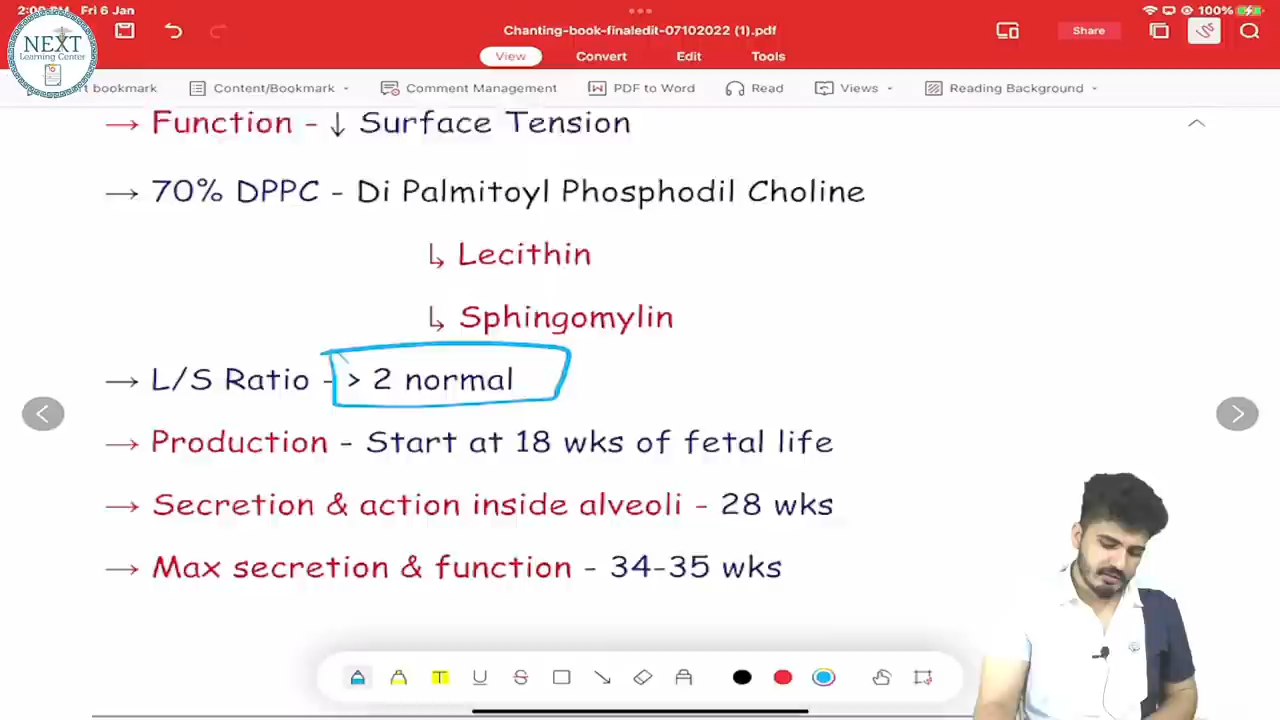 2:06 PM Fri 6 Jan
100%
NEXT
Learning Center
Chanting-book-finaledit-07102022 (1).pdf
Share
View Convert Edit Tools
bookmark Content/Bookmark Comment Management PDF to Word Read Views Reading Background
→ Function - ↓ Surface Tension
→ 70% DPPC - Di Palmitoyl Phosphodil Choline
↳ Lecithin
↳ Sphingomylin
→ L/S Ratio - > 2 normal
→ Production - Start at 18 wks of fetal life
→ Secretion & action inside alveoli - 28 wks
→ Max secretion & function - 34-35 wks
T U S